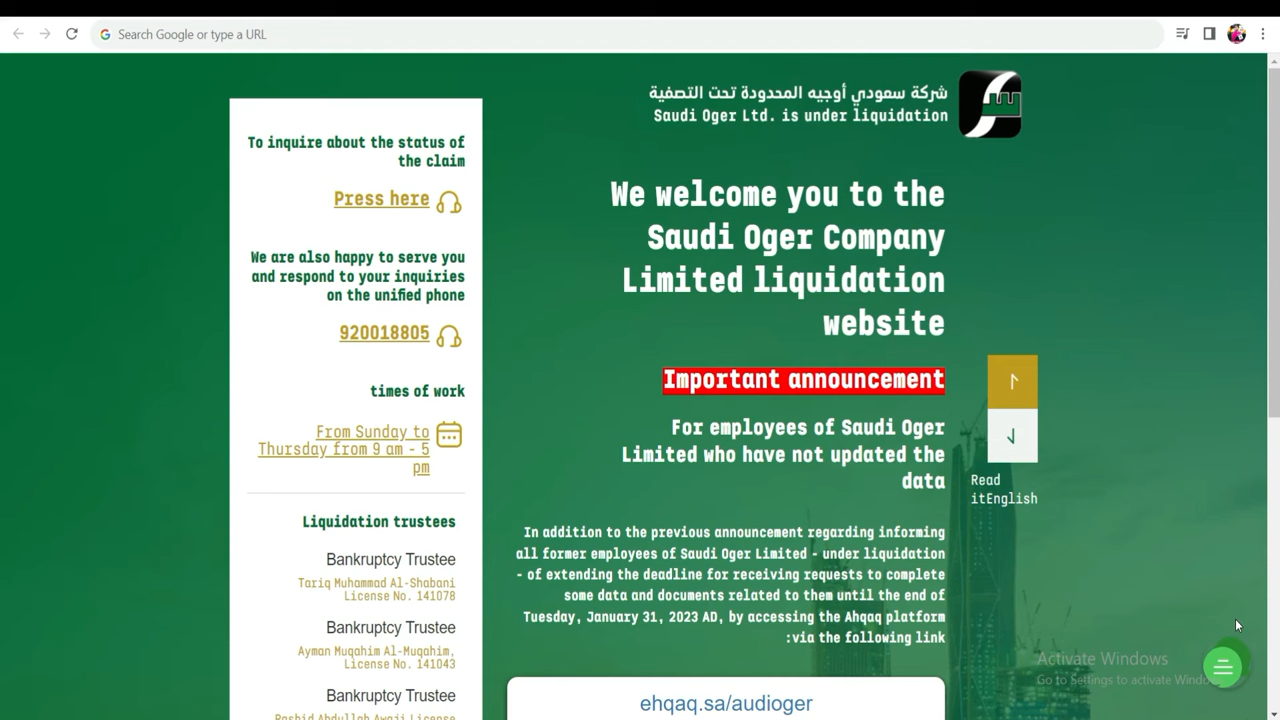 Search Google or type a URL
شركة سعودي أوجيه المحدودة تحت التصفية
Saudi Oger Ltd. is under liquidation
To inquire about the status of
the claim
Press here
We are also happy to serve you
and respond to your inquiries
on the unified phone
920018805
times of work
From Sunday to
Thursday from 9 am - 5
pm
Liquidation trustees
Bankruptcy Trustee
Tariq Muhammad Al-Shabani
License No. 141078
Bankruptcy Trustee
Ayman Muqahim Al-Muqahim,
License No. 141043
Bankruptcy Trustee
Rashid Abdullah Awaji License
We welcome you to the
Saudi Oger Company
Limited liquidation
website
Important announcement
For employees of Saudi Oger
Limited who have not updated the
data
In addition to the previous announcement regarding informing
all former employees of Saudi Oger Limited - under liquidation
- of extending the deadline for receiving requests to complete
some data and documents related to them until the end of
Tuesday, January 31, 2023 AD, by accessing the Ahqaq platform
:via the following link
ehqaq.sa/audioger
Read
itEnglish
Activate Windows
Go to Settings to activate Windo